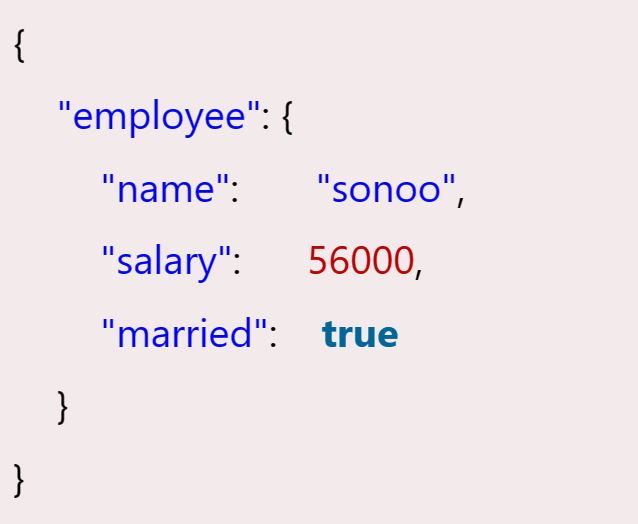 {
"employee": {
"name": "sonoo",
"salary": 56000,
"married": true
}
}